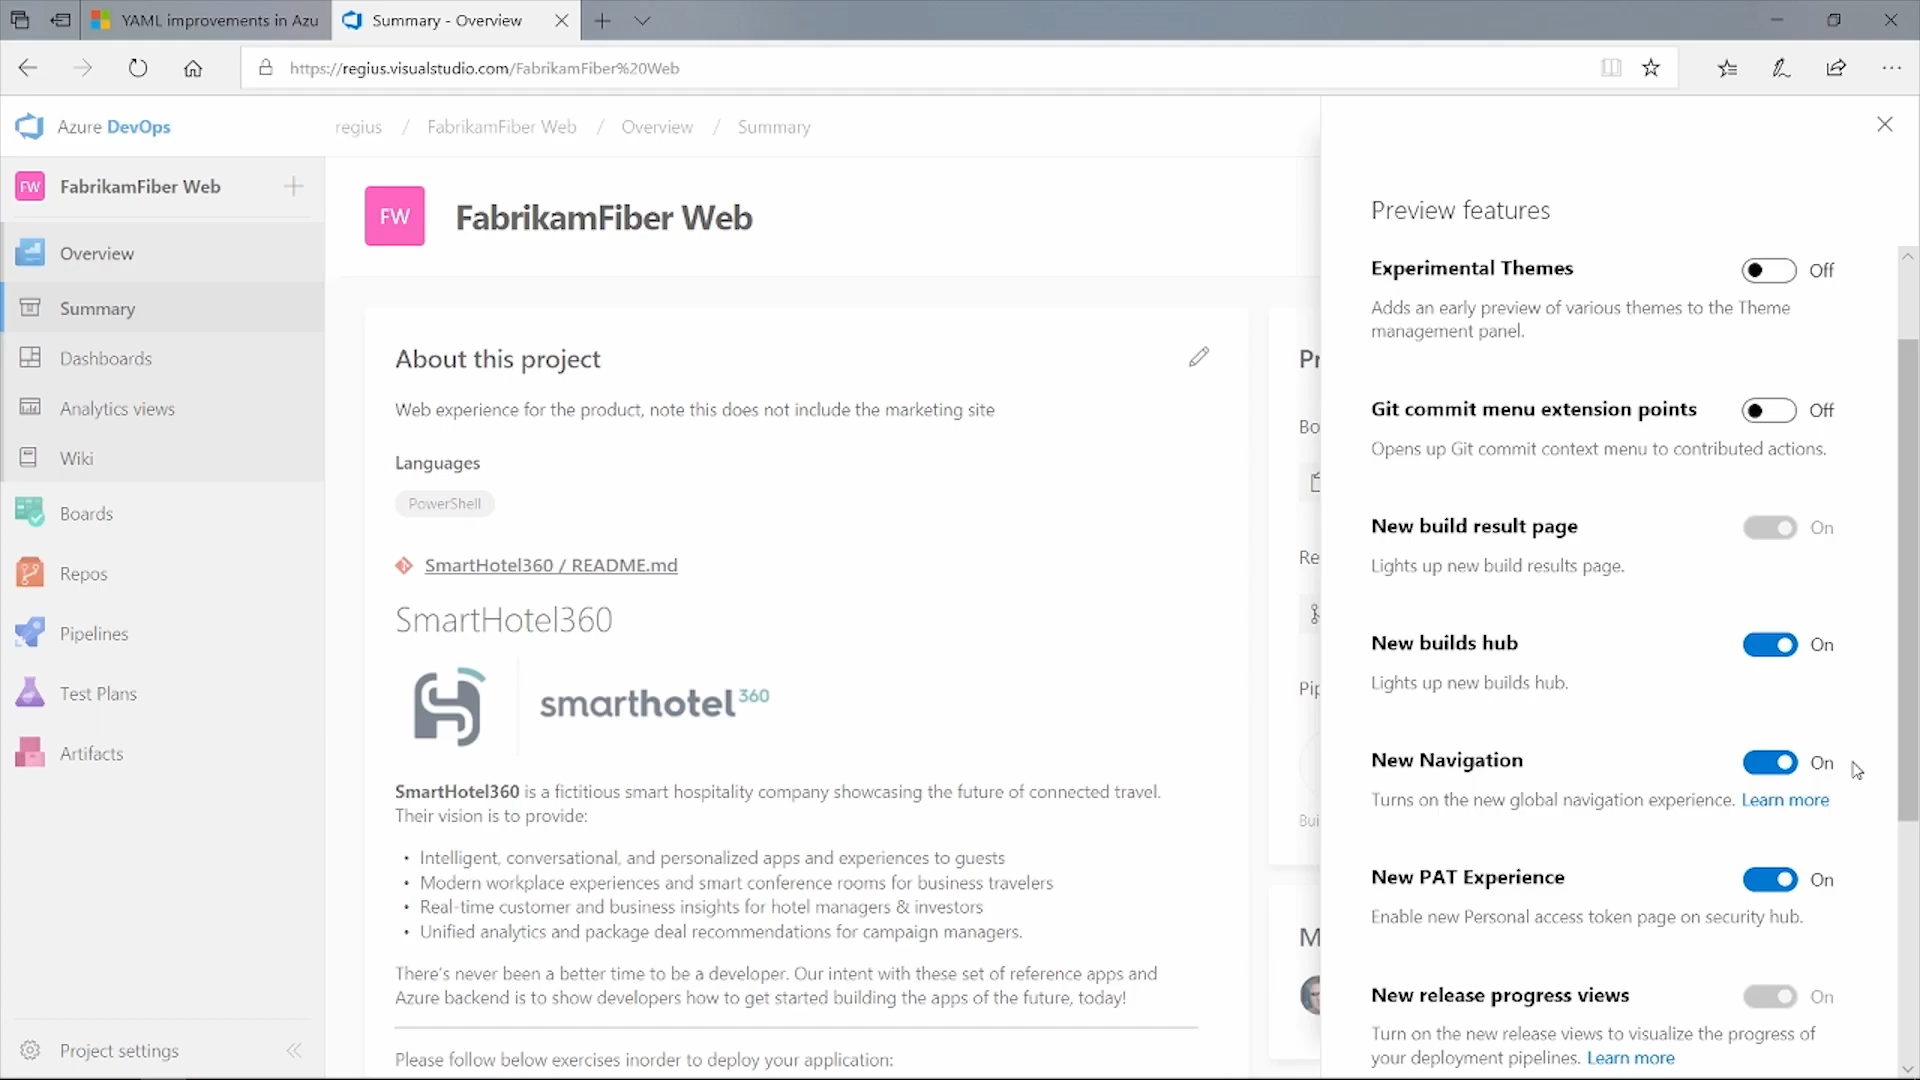 YAML improvements in Azu
Summary - Overview
https://regius.visualstudio.com/FabrikamFiber%20Web
Azure DevOps
regius / FabrikamFiber Web / Overview / Summary
FW
FabrikamFiber Web
Overview
Summary
Dashboards
Analytics views
Wiki
Boards
Repos
Pipelines
Test Plans
Artifacts
Project settings
FW
FabrikamFiber Web
About this project
Web experience for the product, note this does not include the marketing site
Languages
PowerShell
SmartHotel360 / README.md
SmartHotel360
smarthotel360
SmartHotel360 is a fictitious smart hospitality company showcasing the future of connected travel.
Their vision is to provide:
• Intelligent, conversational, and personalized apps and experiences to guests
• Modern workplace experiences and smart conference rooms for business travelers
• Real-time customer and business insights for hotel managers & investors
• Unified analytics and package deal recommendations for campaign managers.
There's never been a better time to be a developer. Our intent with these set of reference apps and
Azure backend is to show developers how to get started building the apps of the future, today!
Please follow below exercises inorder to deploy your application:
Pr
Bo
Re
Pip
Bui
M
Preview features
Experimental Themes
Off
Adds an early preview of various themes to the Theme
management panel.
Git commit menu extension points
Off
Opens up Git commit context menu to contributed actions.
New build result page
On
Lights up new build results page.
New builds hub
On
Lights up new builds hub.
New Navigation
On
Turns on the new global navigation experience. Learn more
New PAT Experience
On
Enable new Personal access token page on security hub.
New release progress views
On
Turn on the new release views to visualize the progress of
your deployment pipelines. Learn more